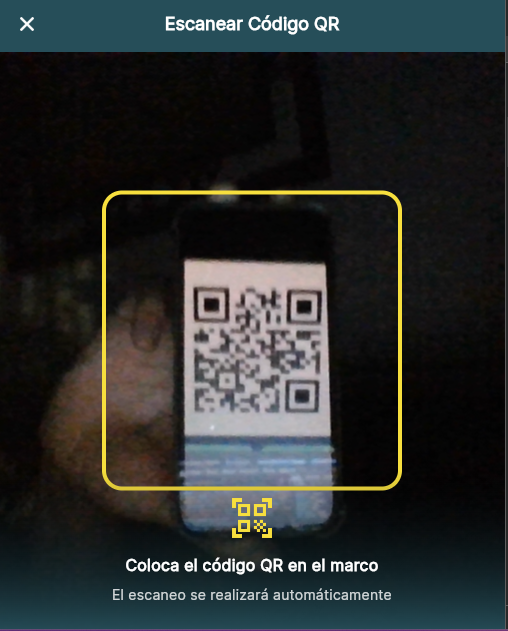 Escanear Código QR
Coloca el código QR en el marco
El escaneo se realizará automáticamente